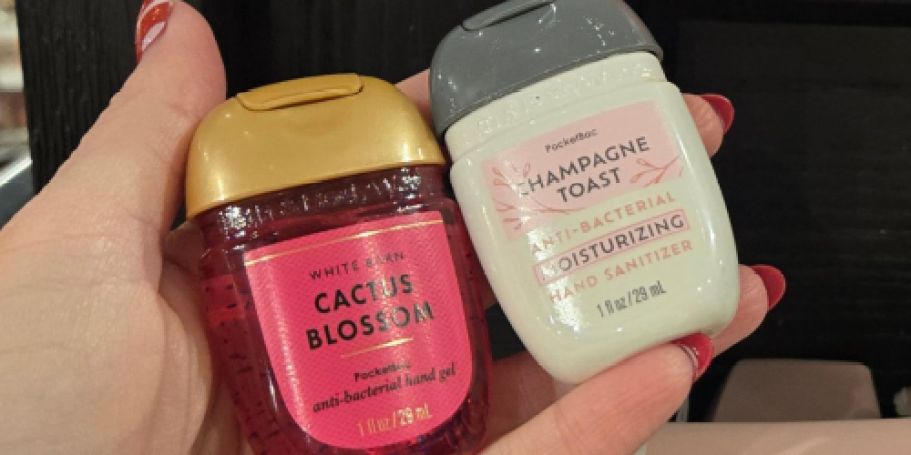 WHITE BARN
CACTUS
BLOSSOM
PocketBac
anti-bacterial hand gel
1 fl oz / 29 mL
PocketBac
CHAMPAGNE
TOAST
ANTI-BACTERIAL
MOISTURIZING
HAND SANITIZER
1 fl oz / 29 mL